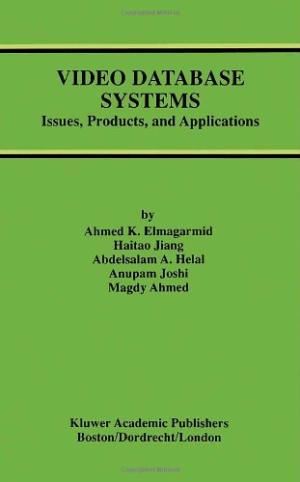 VIDEO DATABASE
SYSTEMS
Issues, Products, and Applications
by
Ahmed K. Elmagarmid
Haitao Jiang
Abdelsalam A. Helal
Anupam Joshi
Magdy Ahmed
Kluwer Academic Publishers
Boston/Dordrecht/London